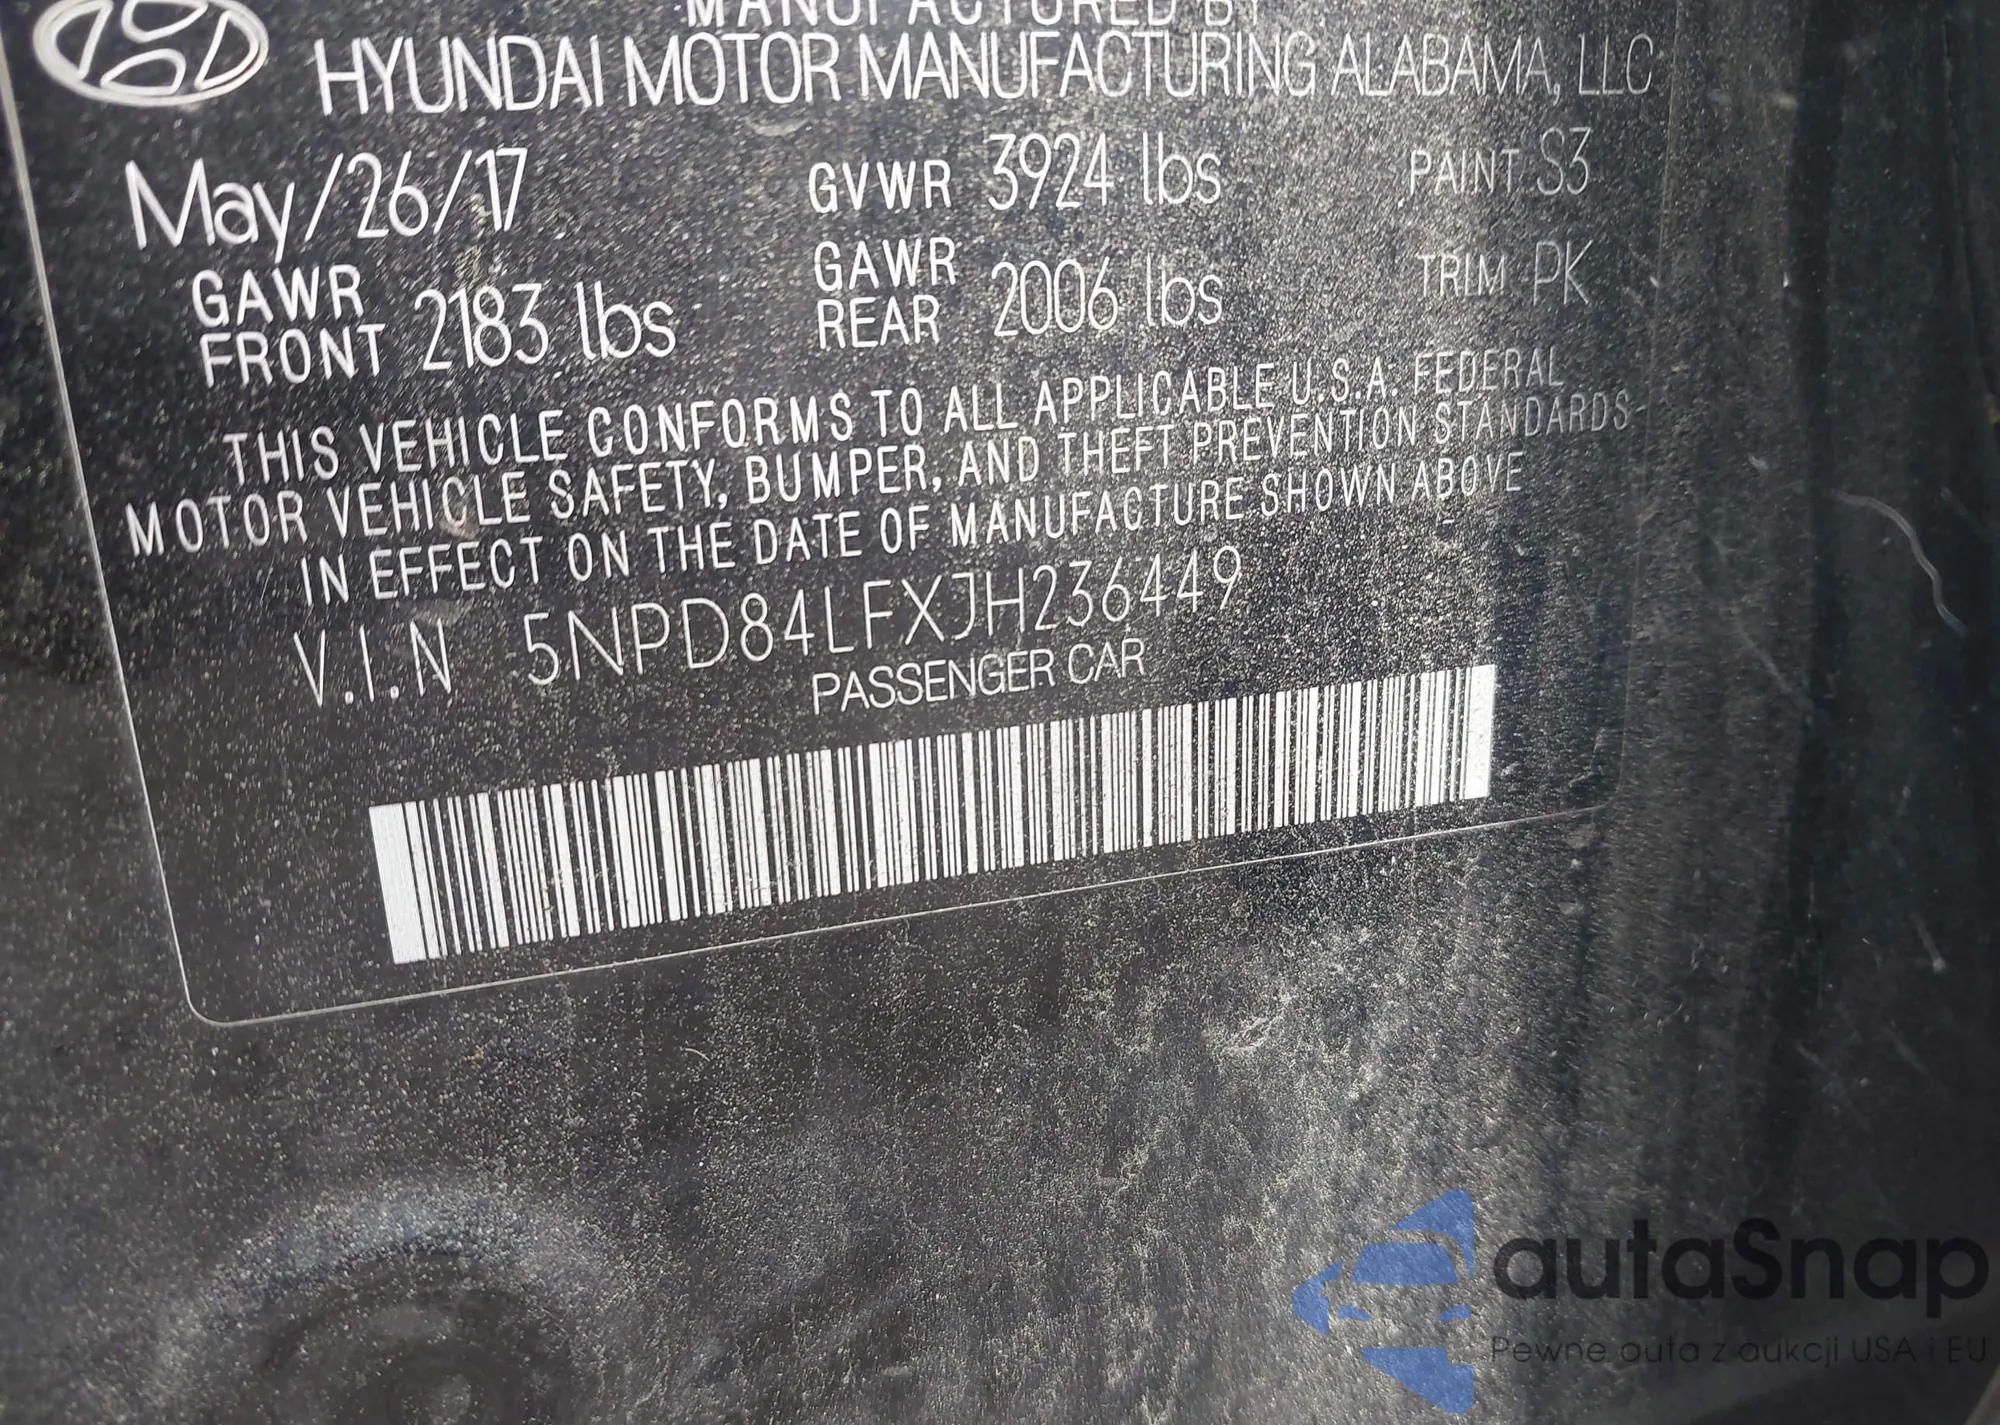 MANUFACTURED BY
HYUNDAI MOTOR MANUFACTURING ALABAMA, LLC
May/26/17 GVWR 3924 lbs PAINT S3
GAWR FRONT 2183 lbs GAWR REAR 2006 lbs TRIM PK
THIS VEHICLE CONFORMS TO ALL APPLICABLE U.S.A. FEDERAL
MOTOR VEHICLE SAFETY, BUMPER, AND THEFT PREVENTION STANDARDS
IN EFFECT ON THE DATE OF MANUFACTURE SHOWN ABOVE
V.I.N 5NPD84LFXJH236449
PASSENGER CAR
autaSnap
Pewne auta z aukcji USA i EU